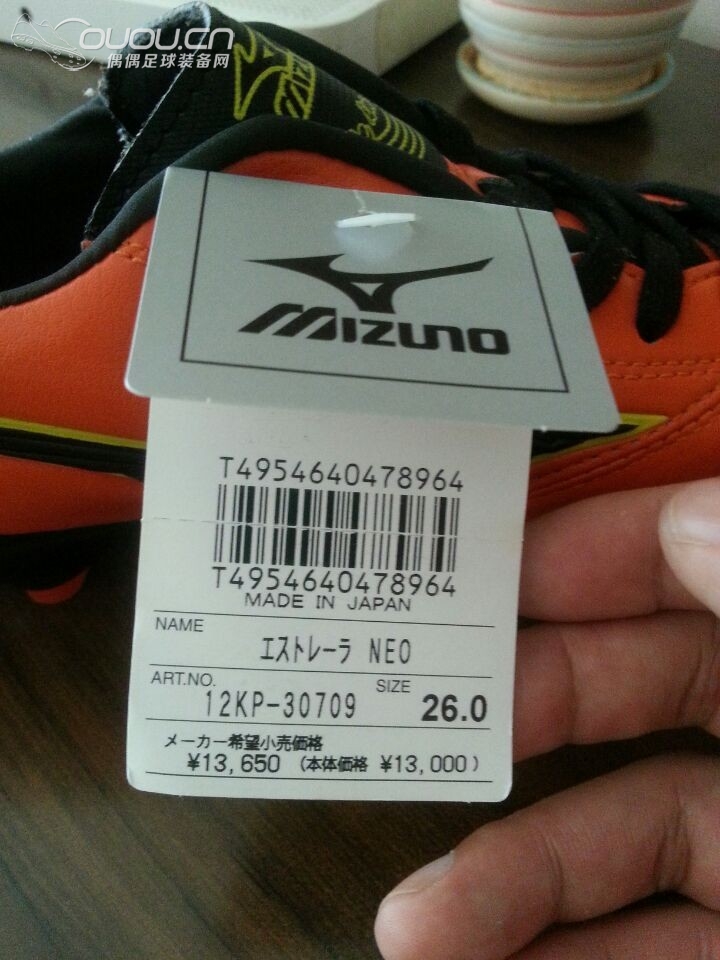 ouou.cn
偶偶足球装备网
MIZUNO
T4954640478964
T4954640478964
MADE IN JAPAN
NAME
エストレーラ NEO
ART.NO.
12KP-30709
SIZE
26.0
メーカー希望小売価格
¥13,650 (本体価格 ¥13,000)